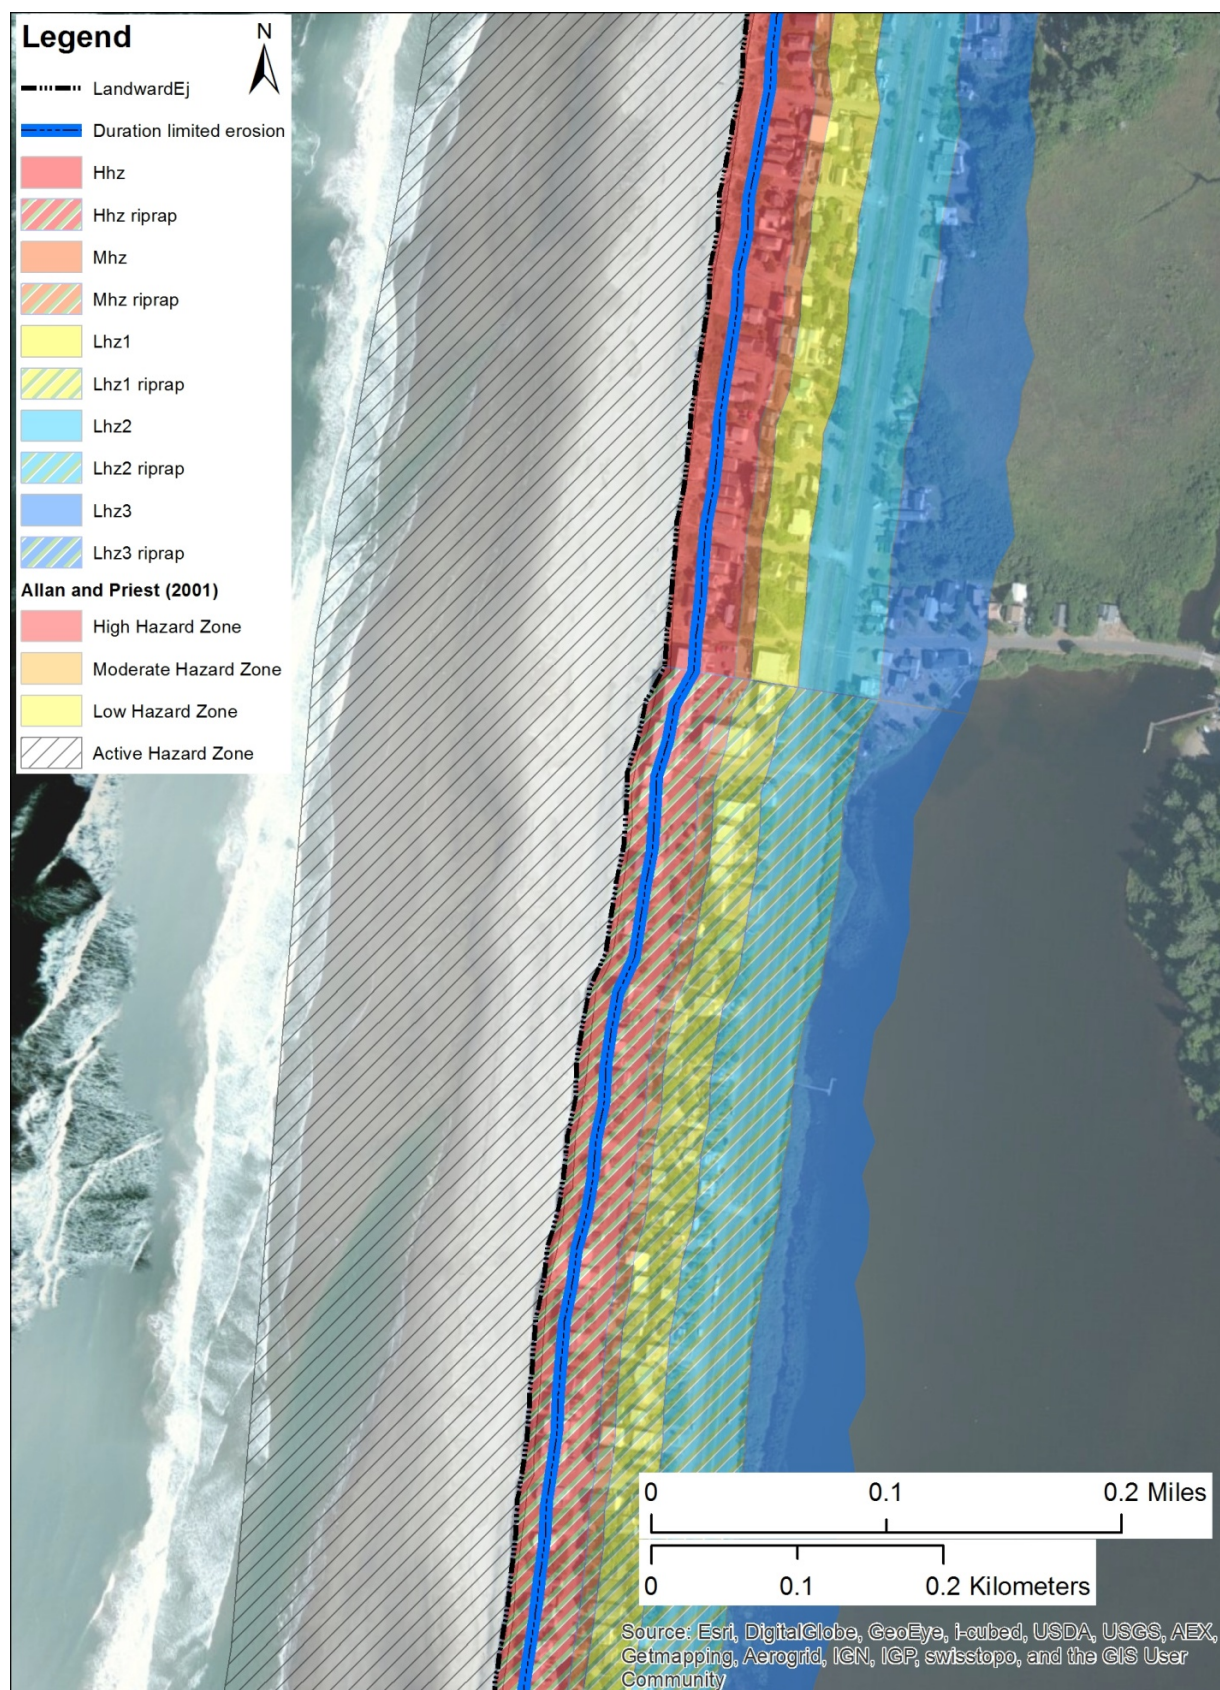 Legend
N
LandwardEj
Duration limited erosion
Hhz
Hhz riprap
Mhz
Mhz riprap
Lhz1
Lhz1 riprap
Lhz2
Lhz2 riprap
Lhz3
Lhz3 riprap
Allan and Priest (2001)
High Hazard Zone
Moderate Hazard Zone
Low Hazard Zone
Active Hazard Zone
0 0.1 0.2 Miles
0 0.1 0.2 Kilometers
Source: Esri, DigitalGlobe, GeoEye, i-cubed, USDA, USGS, AEX,
Getmapping, Aerogrid, IGN, IGP, swisstopo, and the GIS User
Community